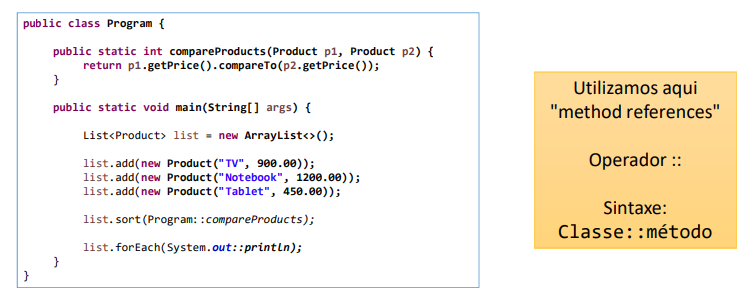 public class Program {
public static int compareProducts(Product p1, Product p2) {
return p1.getPrice().compareTo(p2.getPrice());
}
public static void main(String[] args) {
List<Product> list = new ArrayList<>();
list.add(new Product("TV", 900.00));
list.add(new Product("Notebook", 1200.00));
list.add(new Product("Tablet", 450.00));
list.sort(Program::compareProducts);
list.forEach(System.out::println);
}
}
Utilizamos aqui
"method references"
Operador ::
Sintaxe:
Classe::método